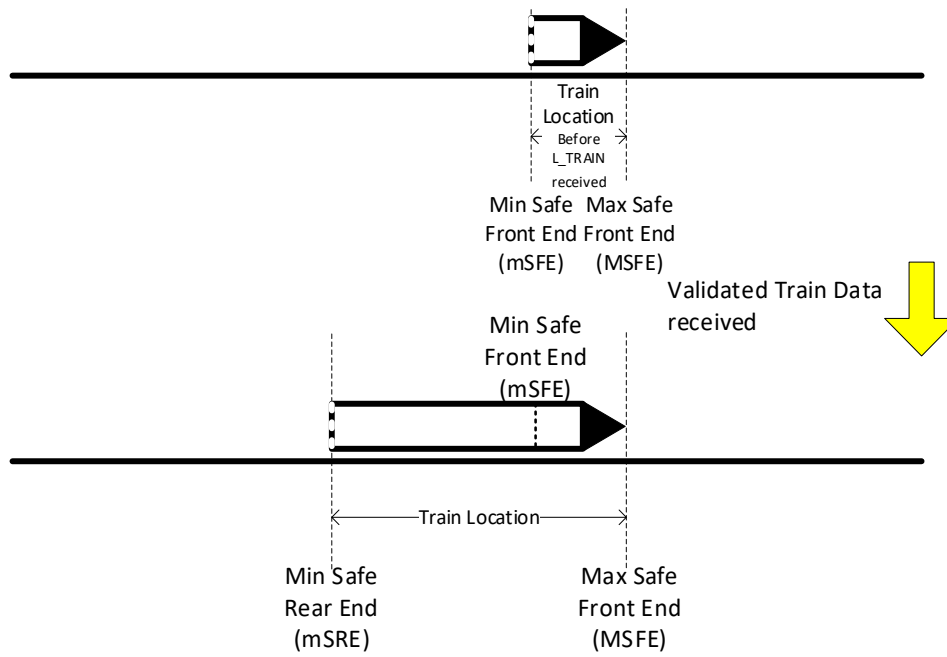 Train
Location
Before
L_TRAIN
received
Min Safe
Front End
(mSFE)
Max Safe
Front End
(MSFE)
Validated Train Data
received
Min Safe
Front End
(mSFE)
Train Location
Min Safe
Rear End
(mSRE)
Max Safe
Front End
(MSFE)